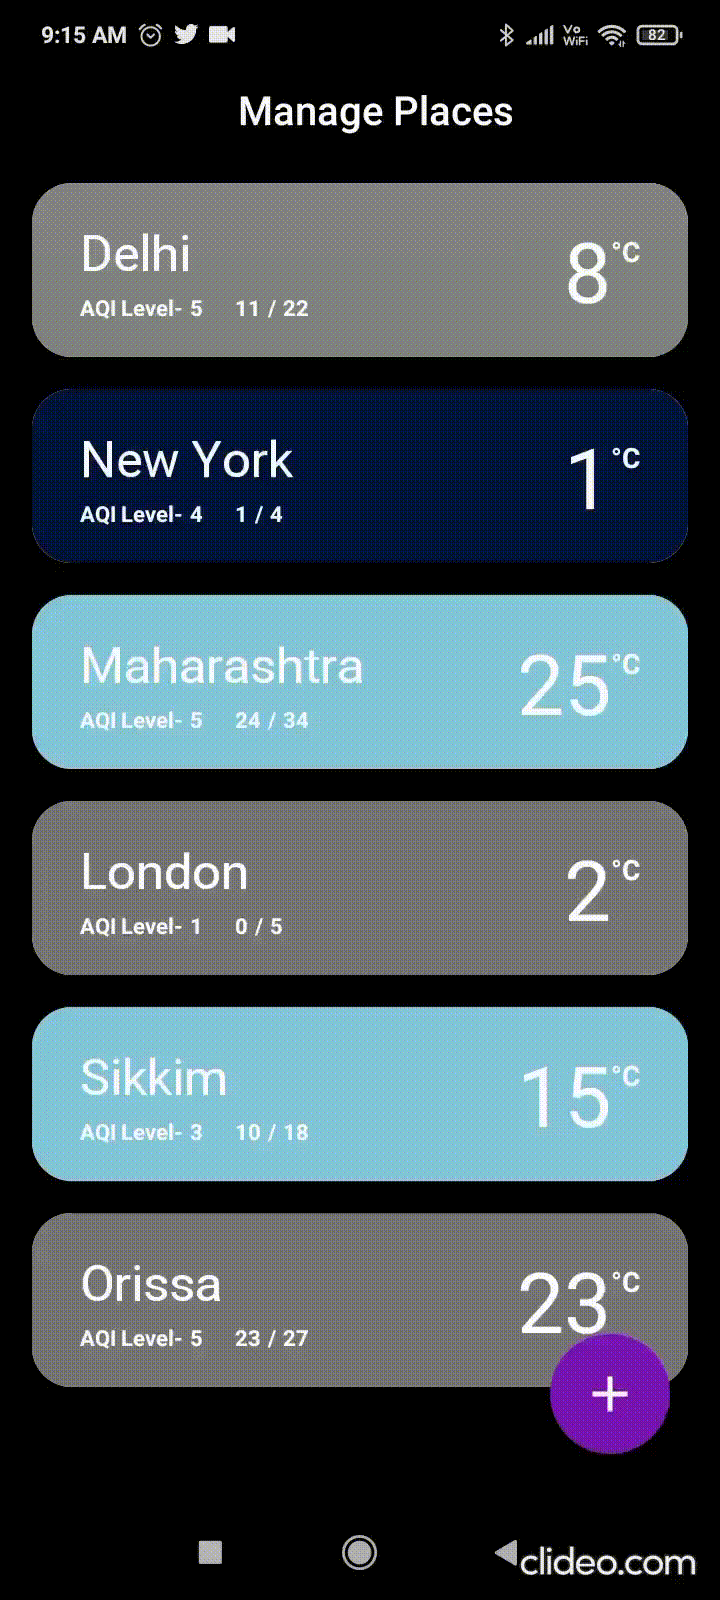 9:15 AM Vo WiFi 82
Manage Places
Delhi
8°C
AQI Level- 5 11 / 22
New York
1°C
AQI Level- 4 1 / 4
Maharashtra
25°C
AQI Level- 5 24 / 34
London
2°C
AQI Level- 1 0 / 5
Sikkim
15°C
AQI Level- 3 10 / 18
Orissa
23°C
AQI Level- 5 23 / 27
+
clideo.com